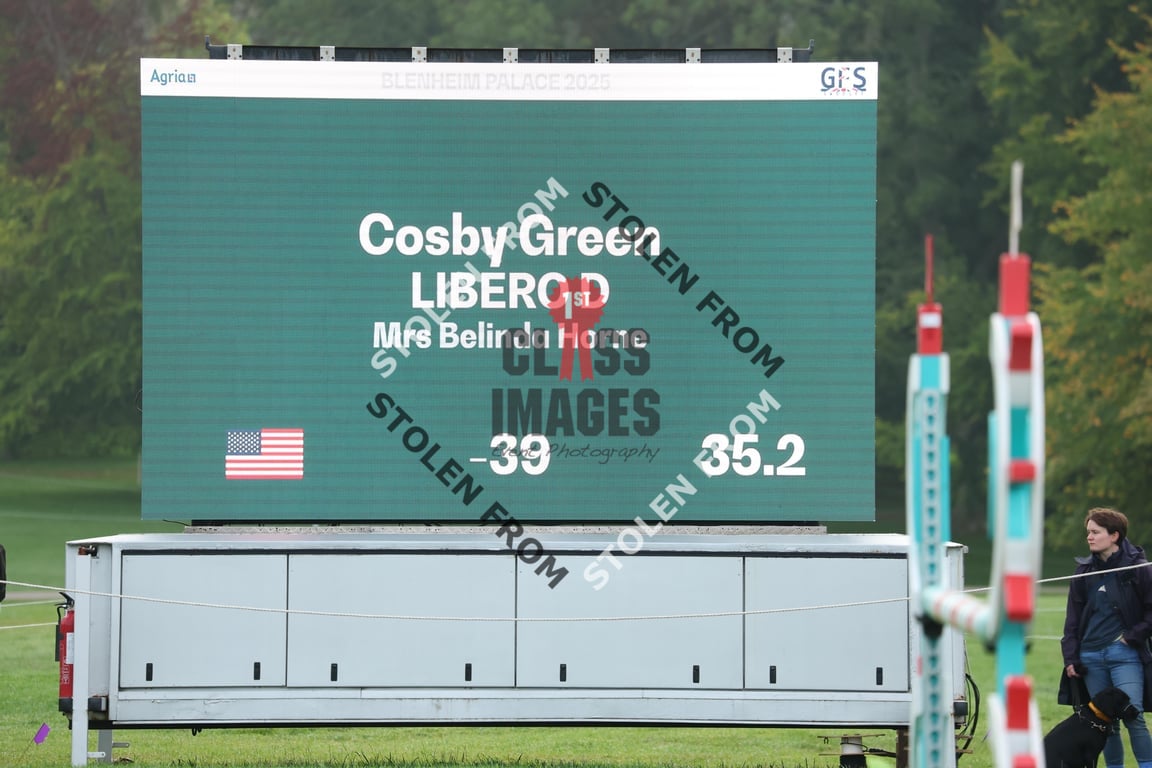 Agria
BLENHEIM PALACE 2025
GFS
Cosby Green
LIBERO D
Mrs Belinda Horne
-39
35.2
STOLEN FROM
STOLEN FROM
STOLEN FROM
STOLEN FROM
1ST
CLASS
IMAGES
Event Photography